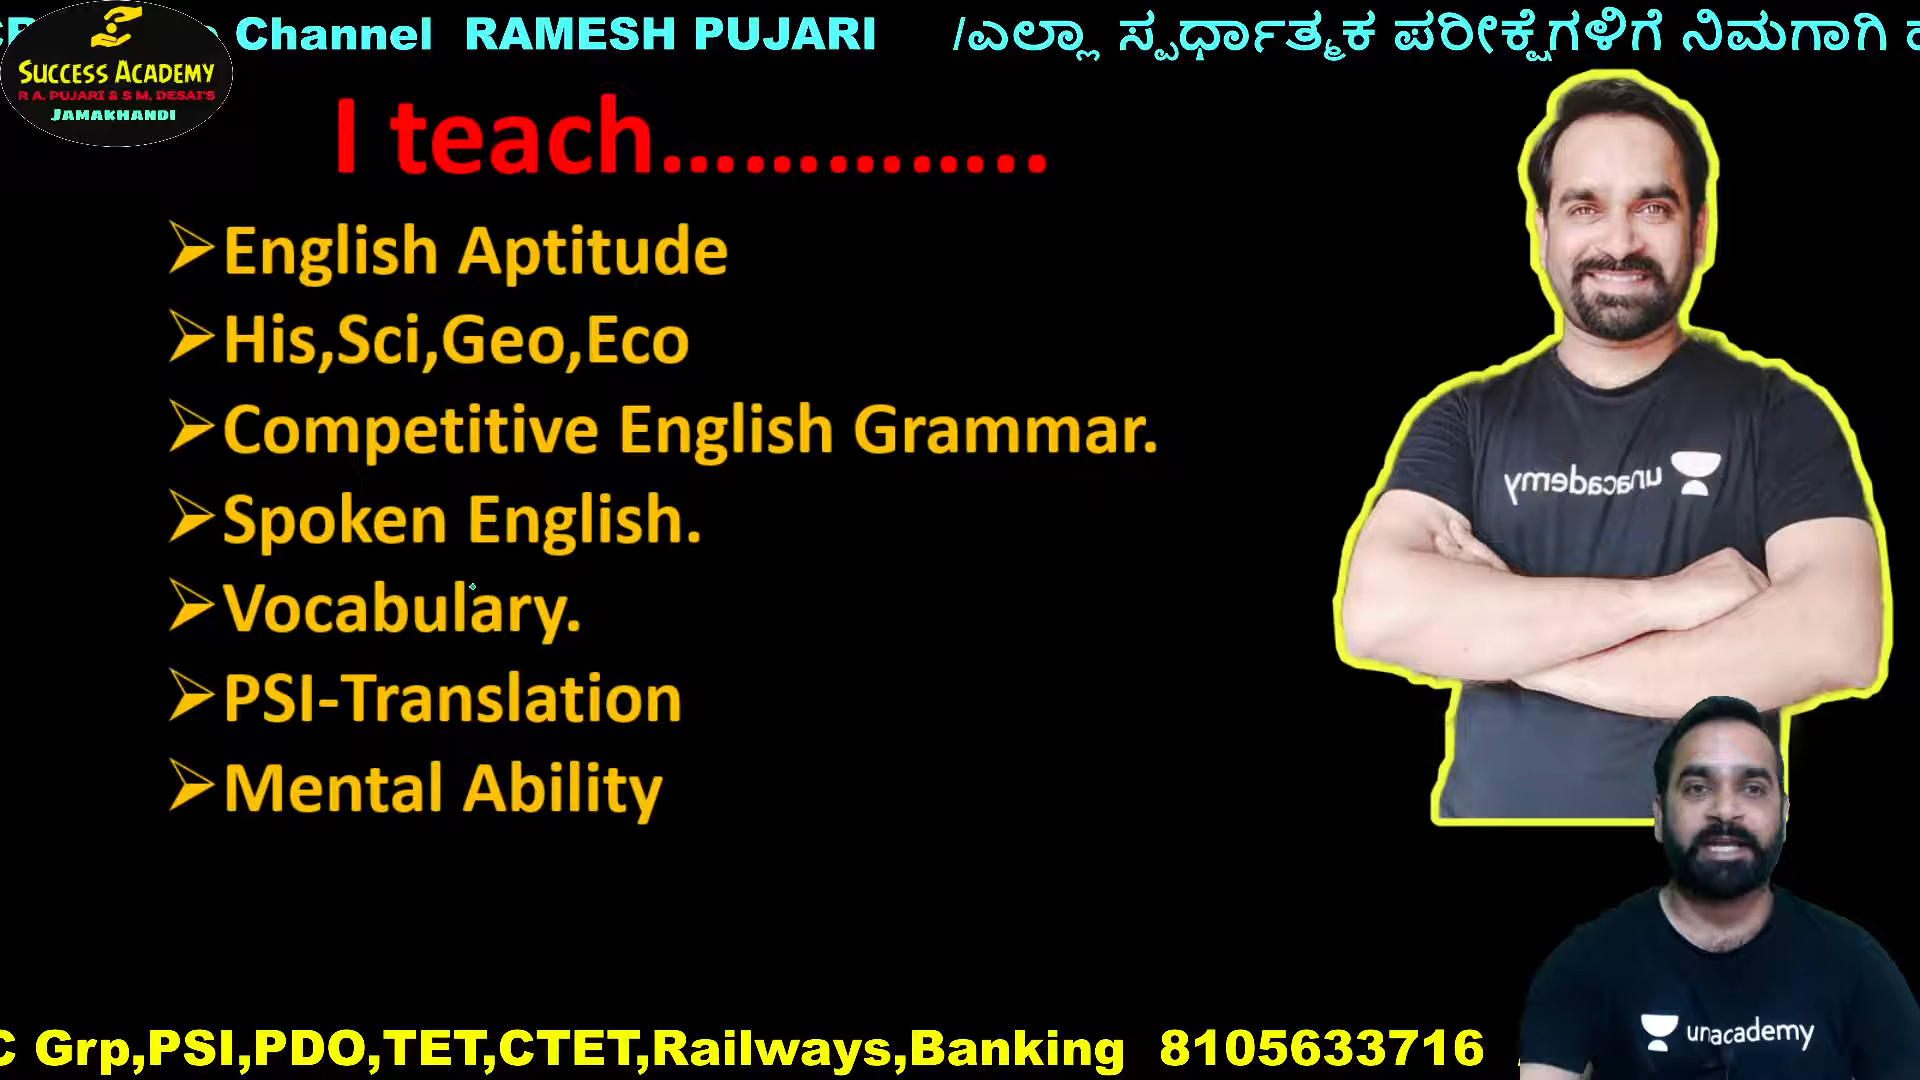 Channel RAMESH PUJARI /ಎಲ್ಲಾ ಸ್ಪರ್ಧಾತ್ಮಕ ಪರೀಕ್ಷೆಗಳಿಗೆ ನಿಮಗಾಗಿ
SUCCESS ACADEMY
R A. PUJARI & S M. DESAI'S
JAMAKHANDI
I teach..............
English Aptitude
His,Sci,Geo,Eco
Competitive English Grammar.
Spoken English.
Vocabulary.
PSI-Translation
Mental Ability
unacademy
unacademy
C Grp,PSI,PDO,TET,CTET,Railways,Banking 8105633716